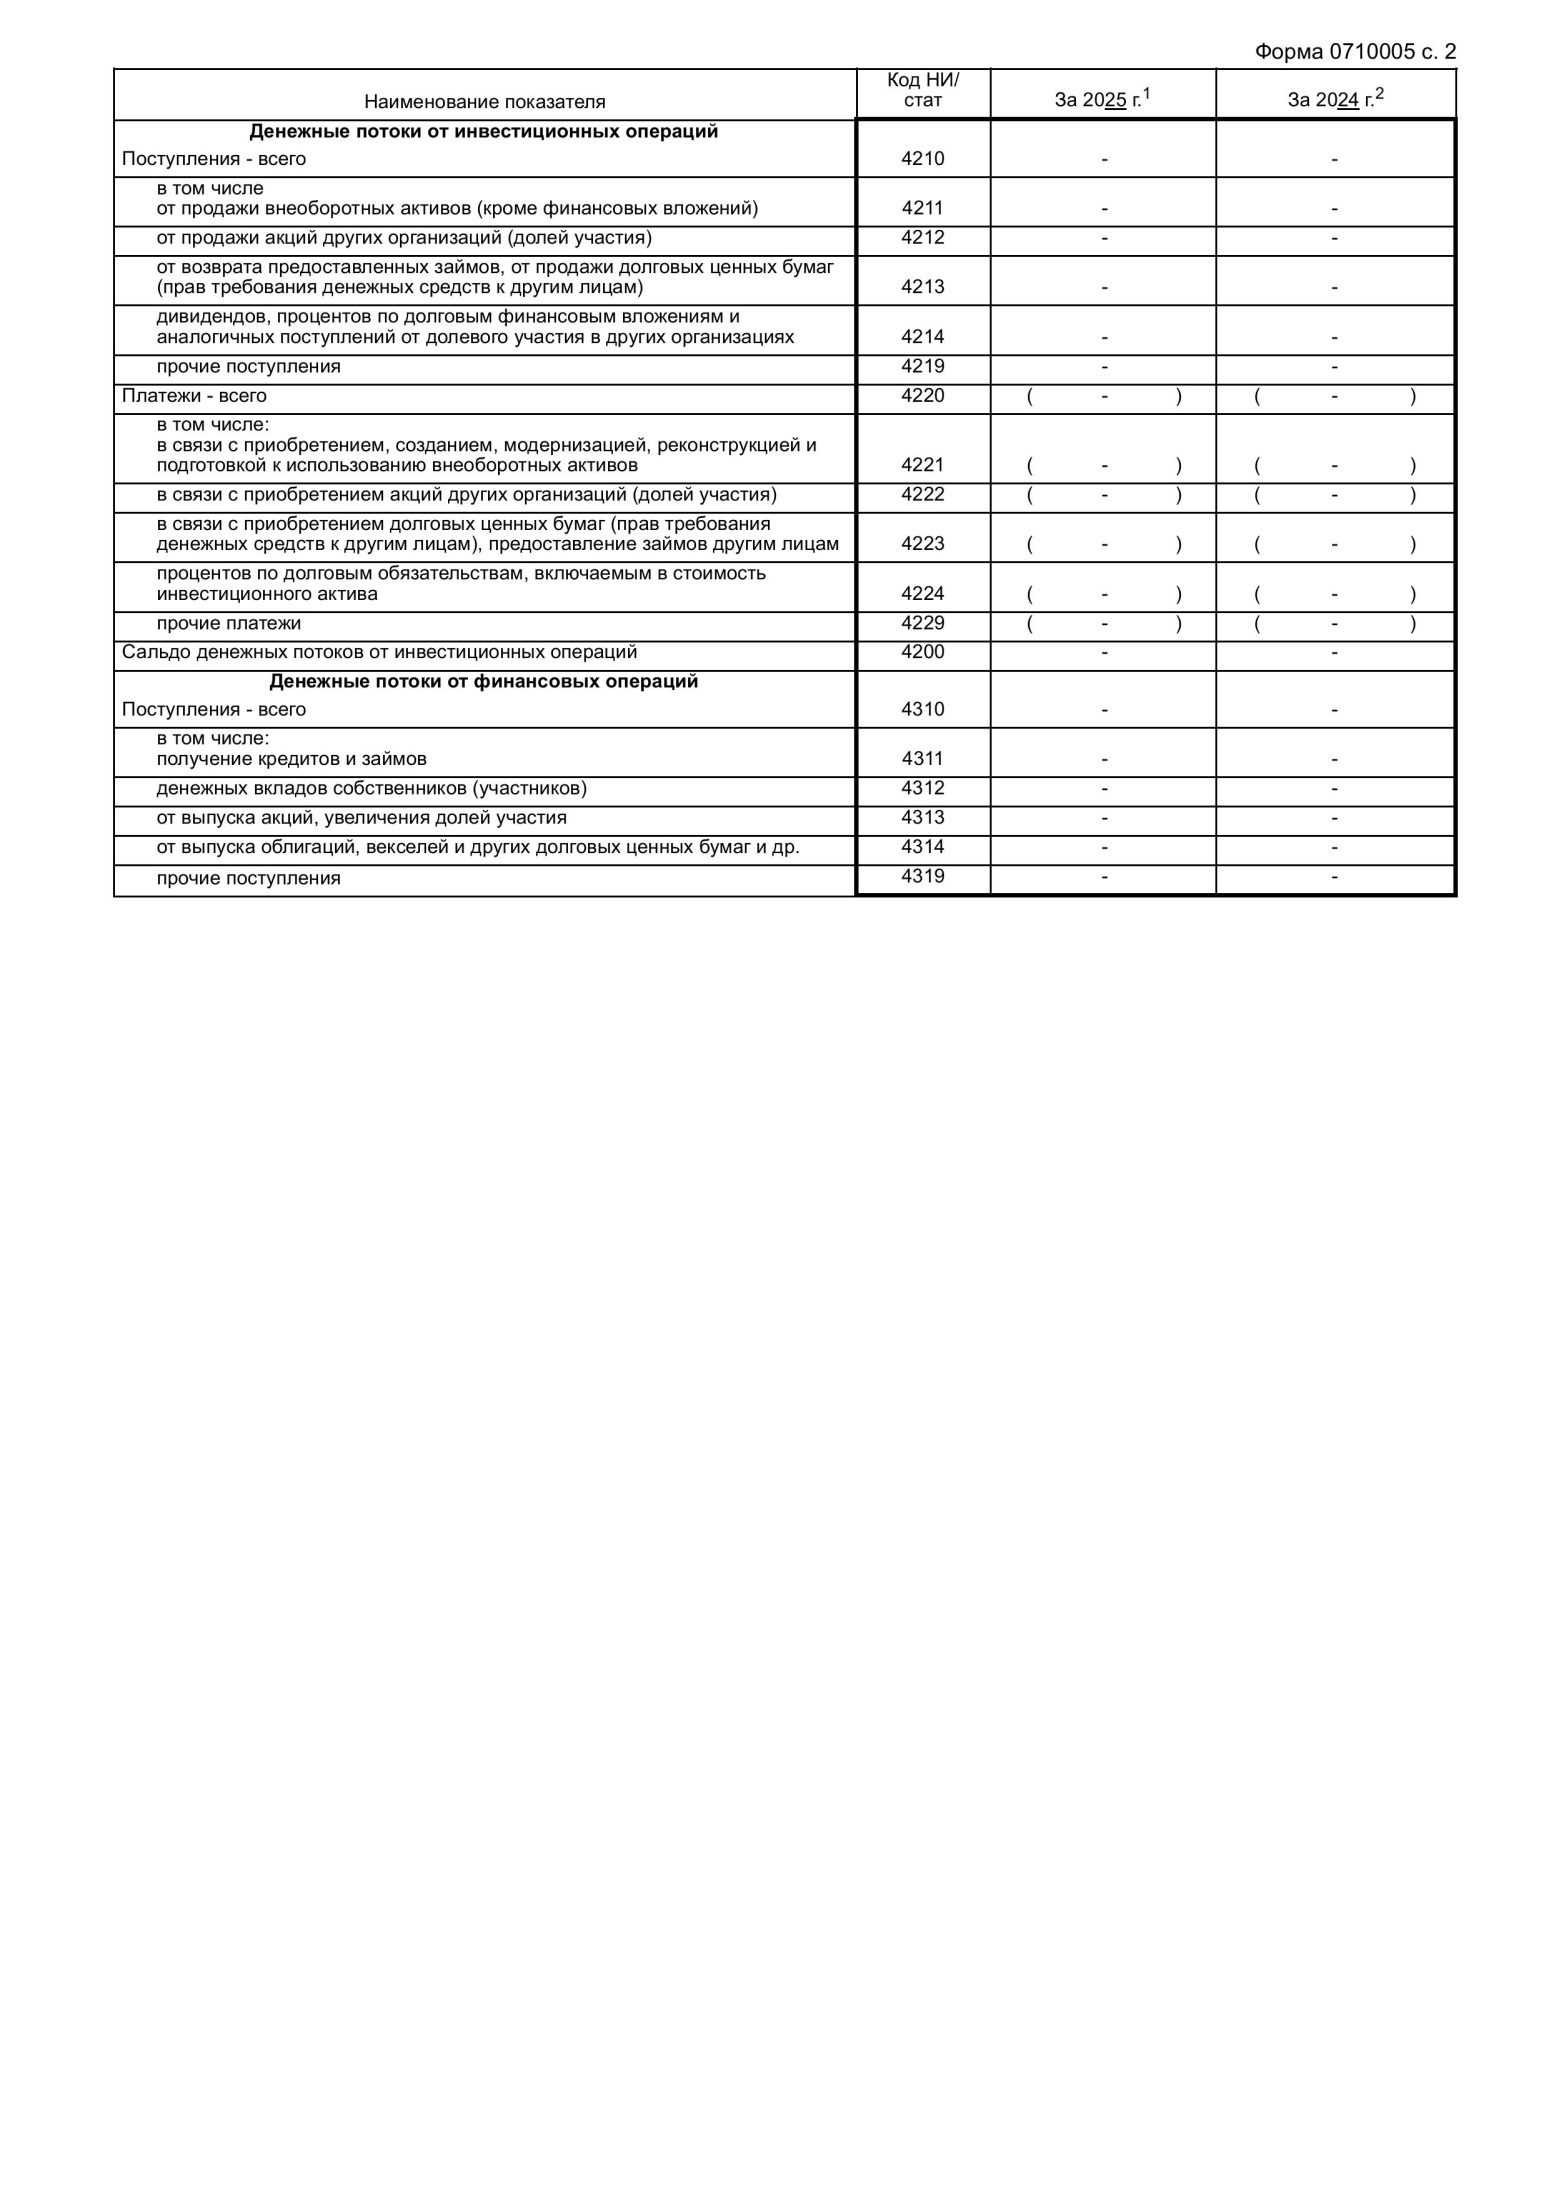 Форма 0710005 с. 2
Наименование показателя Код НИ/стат За 2025 г.1 За 2024 г.2
Денежные потоки от инвестиционных операций
Поступления - всего 4210 - -
в том числе
от продажи внеоборотных активов (кроме финансовых вложений) 4211 - -
от продажи акций других организаций (долей участия) 4212 - -
от возврата предоставленных займов, от продажи долговых ценных бумаг
(прав требования денежных средств к другим лицам) 4213 - -
дивидендов, процентов по долговым финансовым вложениям и
аналогичных поступлений от долевого участия в других организациях 4214 - -
прочие поступления 4219 - -
Платежи - всего 4220 ( - ) ( - )
в том числе:
в связи с приобретением, созданием, модернизацией, реконструкцией и
подготовкой к использованию внеоборотных активов 4221 ( - ) ( - )
в связи с приобретением акций других организаций (долей участия) 4222 ( - ) ( - )
в связи с приобретением долговых ценных бумаг (прав требования
денежных средств к другим лицам), предоставление займов другим лицам 4223 ( - ) ( - )
процентов по долговым обязательствам, включаемым в стоимость
инвестиционного актива 4224 ( - ) ( - )
прочие платежи 4229 ( - ) ( - )
Сальдо денежных потоков от инвестиционных операций 4200 - -
Денежные потоки от финансовых операций
Поступления - всего 4310 - -
в том числе:
получение кредитов и займов 4311 - -
денежных вкладов собственников (участников) 4312 - -
от выпуска акций, увеличения долей участия 4313 - -
от выпуска облигаций, векселей и других долговых ценных бумаг и др. 4314 - -
прочие поступления 4319 - -